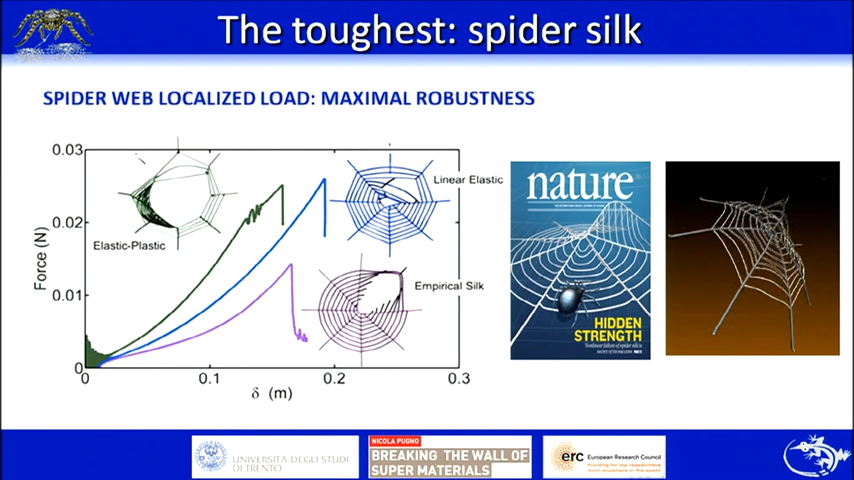 The toughest: spider silk
SPIDER WEB LOCALIZED LOAD: MAXIMAL ROBUSTNESS
0.03
0.02
0.01
0
Force (N)
0
0.1
0.2
0.3
δ (m)
Elastic-Plastic
Linear Elastic
Empirical Silk
nature
HIDDEN
STRENGTH
UNIVERSITÀ DEGLI STUDI
DI TRENTO
NICOLA PUGNO
BREAKING THE WALL OF
SUPER MATERIALS
erc
European Research Council